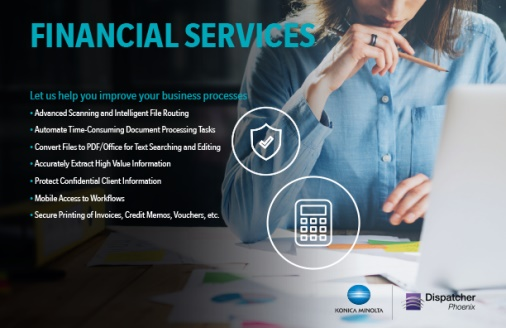 FINANCIAL SERVICES
Let us help you improve your business processes
• Advanced Scanning and Intelligent File Routing
• Automate Time-Consuming Document Processing Tasks
• Convert Files to PDF/Office for Text Searching and Editing
• Accurately Extract High Value Information
• Protect Confidential Client Information
• Mobile Access to Workflows
• Secure Printing of Invoices, Credit Memos, Vouchers, etc.
KONICA MINOLTA
Dispatcher
Phoenix